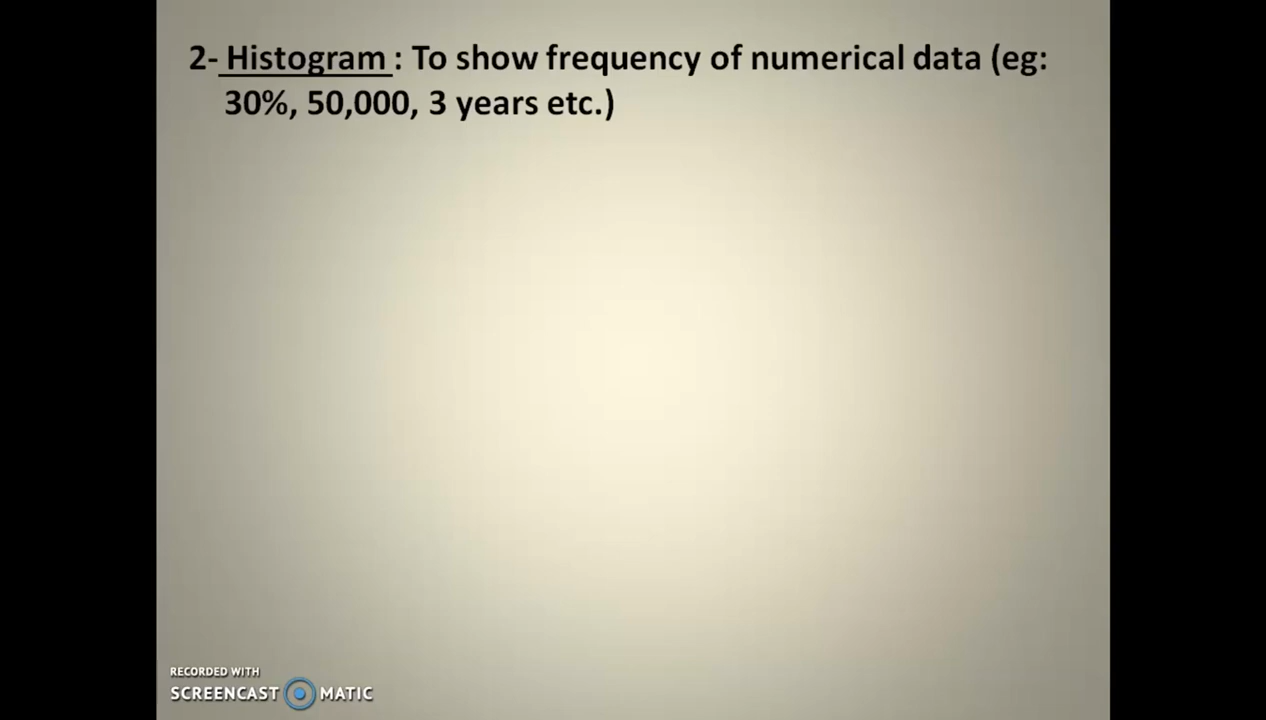 2- Histogram : To show frequency of numerical data (eg:
30%, 50,000, 3 years etc.)
RECORDED WITH
SCREENCAST MATIC